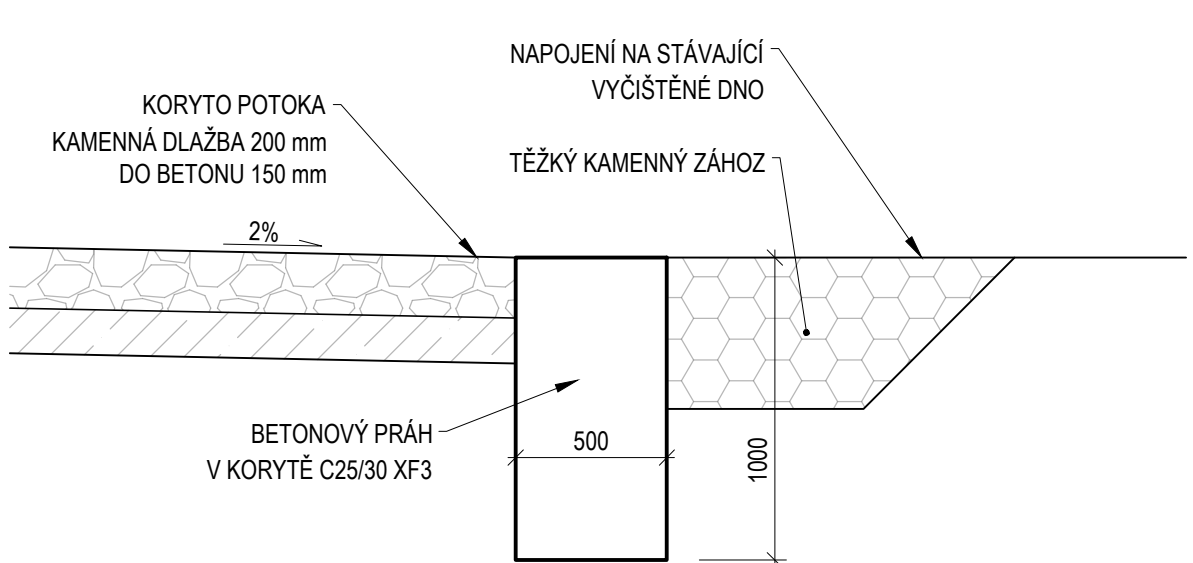 NAPOJENÍ NA STÁVAJÍCÍ
VYČIŠTĚNÉ DNO
KORYTO POTOKA
KAMENNÁ DLAŽBA 200 mm
DO BETONU 150 mm
TĚŽKÝ KAMENNÝ ZÁHOZ
2%
BETONOVÝ PRÁH
V KORYTĚ C25/30 XF3
500
1000